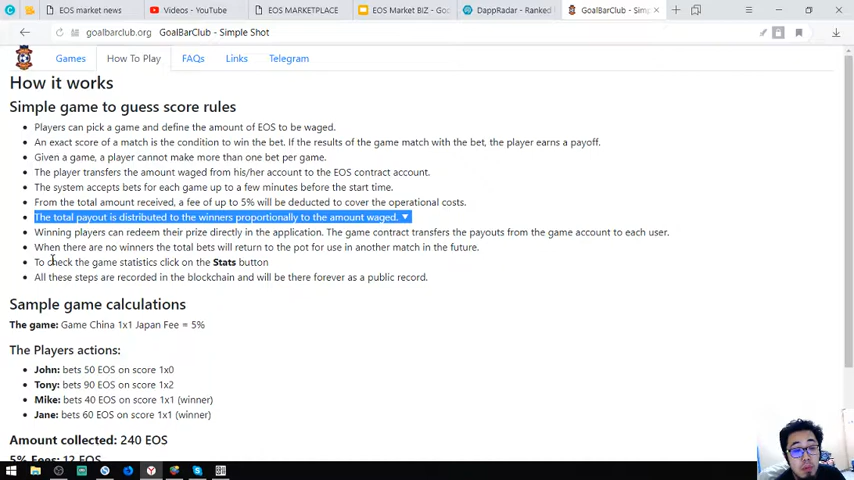 EOS market news
Videos - YouTube
EOS MARKETPLACE
EOS Market BIZ - Goo
DappRadar - Ranked
GoalBarClub - Simp
goalbarclub.org GoalBarClub - Simple Shot
Games How To Play FAQs Links Telegram
How it works
Simple game to guess score rules
Players can pick a game and define the amount of EOS to be waged.
An exact score of a match is the condition to win the bet. If the results of the game match with the bet, the player earns a payoff.
Given a game, a player cannot make more than one bet per game.
The player transfers the amount waged from his/her account to the EOS contract account.
The system accepts bets for each game up to a few minutes before the start time.
From the total amount received, a fee of up to 5% will be deducted to cover the operational costs.
The total payout is distributed to the winners proportionally to the amount waged.
Winning players can redeem their prize directly in the application. The game contract transfers the payouts from the game account to each user.
When there are no winners the total bets will return to the pot for use in another match in the future.
To check the game statistics click on the Stats button
All these steps are recorded in the blockchain and will be there forever as a public record.
Sample game calculations
The game: Game China 1x1 Japan Fee = 5%
The Players actions:
John: bets 50 EOS on score 1x0
Tony: bets 90 EOS on score 1x2
Mike: bets 40 EOS on score 1x1 (winner)
Jane: bets 60 EOS on score 1x1 (winner)
Amount collected: 240 EOS
5% Fees: 12 EOS